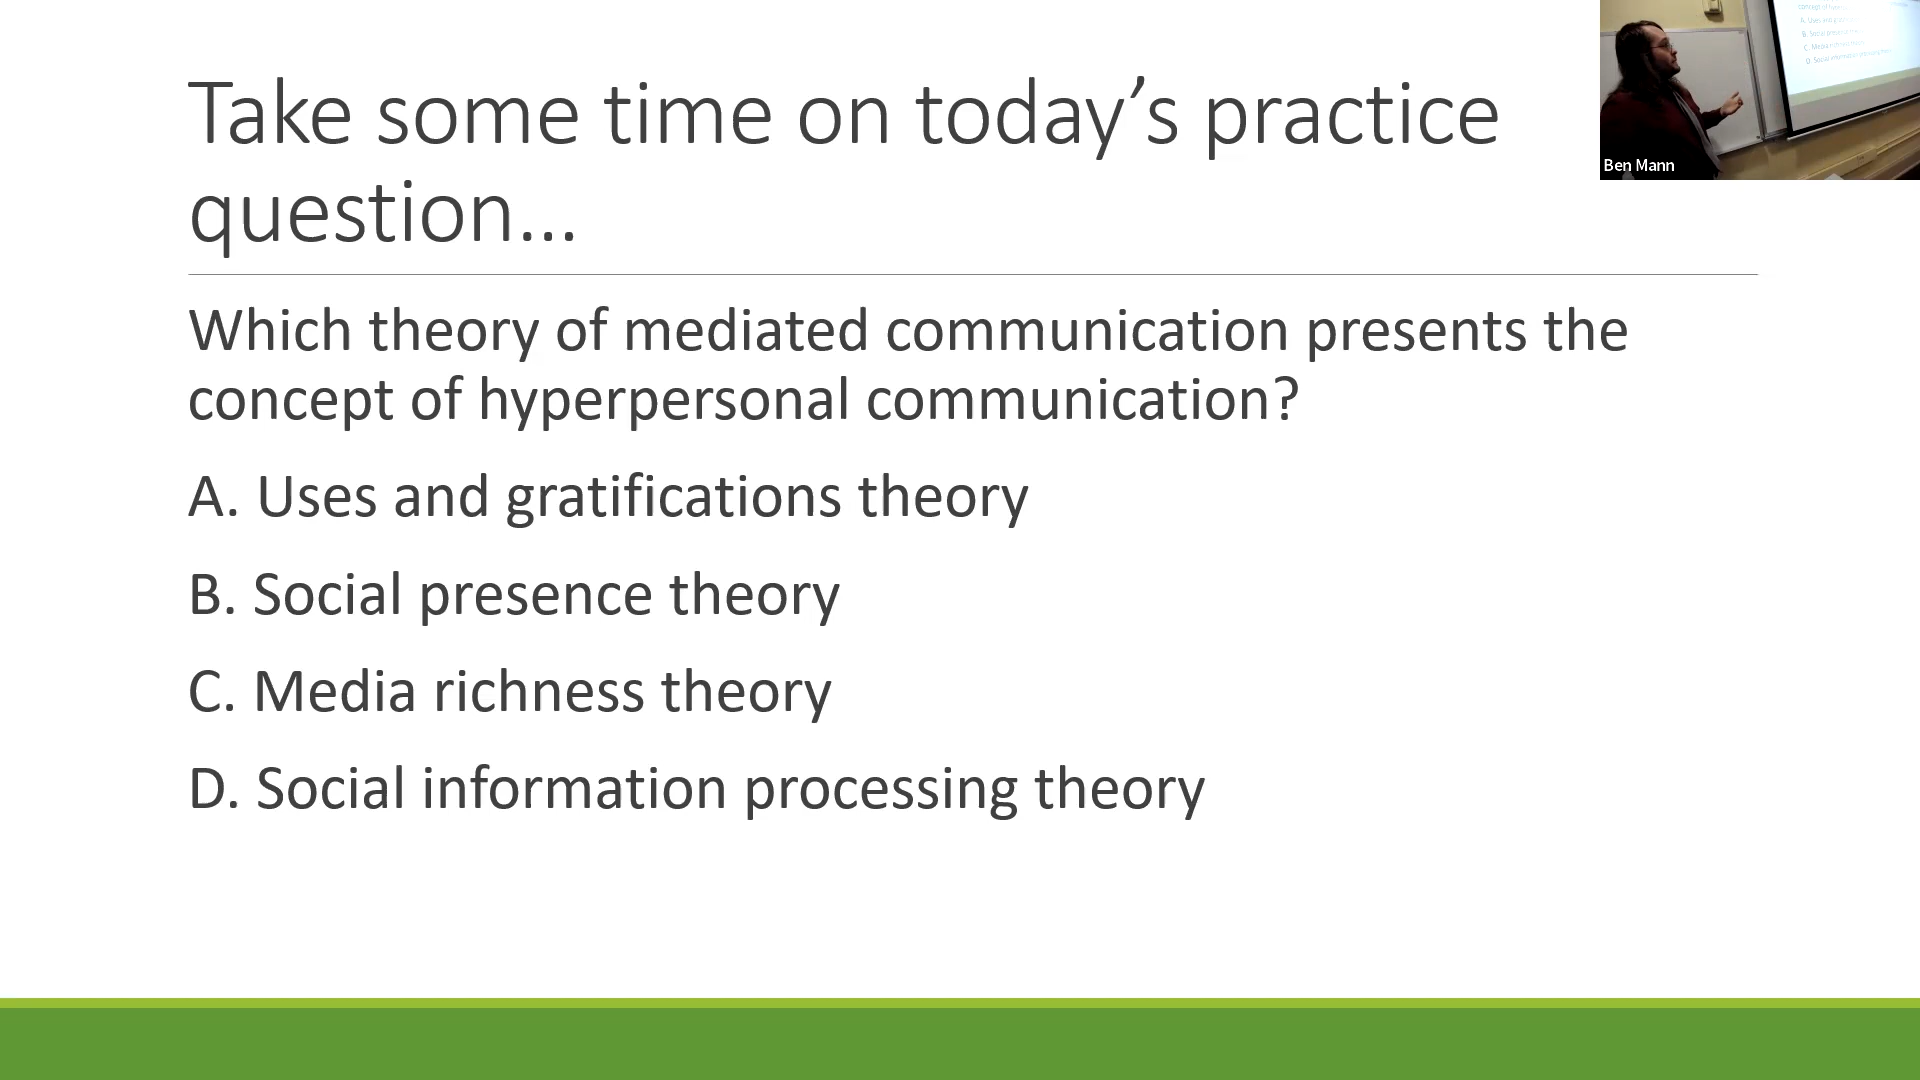 Take some time on today’s practice
question…
Ben Mann
Which theory of mediated communication presents the
concept of hyperpersonal communication?
A. Uses and gratifications theory
B. Social presence theory
C. Media richness theory
D. Social information processing theory